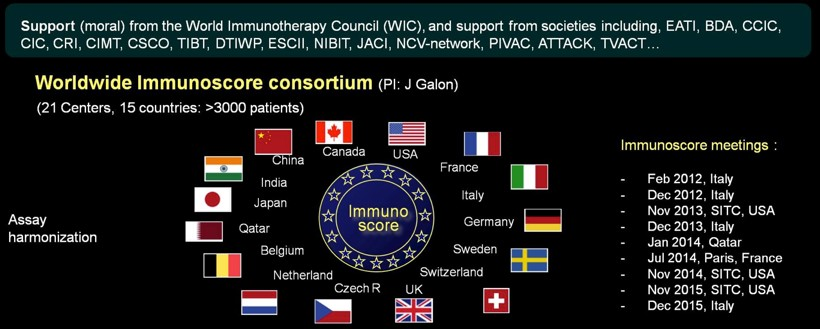 Support (moral) from the World Immunotherapy Council (WIC), and support from societies including, EATI, BDA, CCIC,
CIC, CRI, CIMT, CSCO, TIBT, DTIWP, ESCII, NIBIT, JACI, NCV-network, PIVAC, ATTACK, TVACT…
Worldwide Immunoscore consortium (PI: J Galon)
(21 Centers, 15 countries: >3000 patients)
Assay
harmonization
China
Canada
USA
France
India
Italy
Japan
Germany
Qatar
Sweden
Belgium
Switzerland
Netherland
Czech R
UK
Immuno
score
Immunoscore meetings :
- Feb 2012, Italy
- Dec 2012, Italy
- Nov 2013, SITC, USA
- Dec 2013, Italy
- Jan 2014, Qatar
- Jul 2014, Paris, France
- Nov 2014, SITC, USA
- Nov 2015, SITC, USA
- Dec 2015, Italy